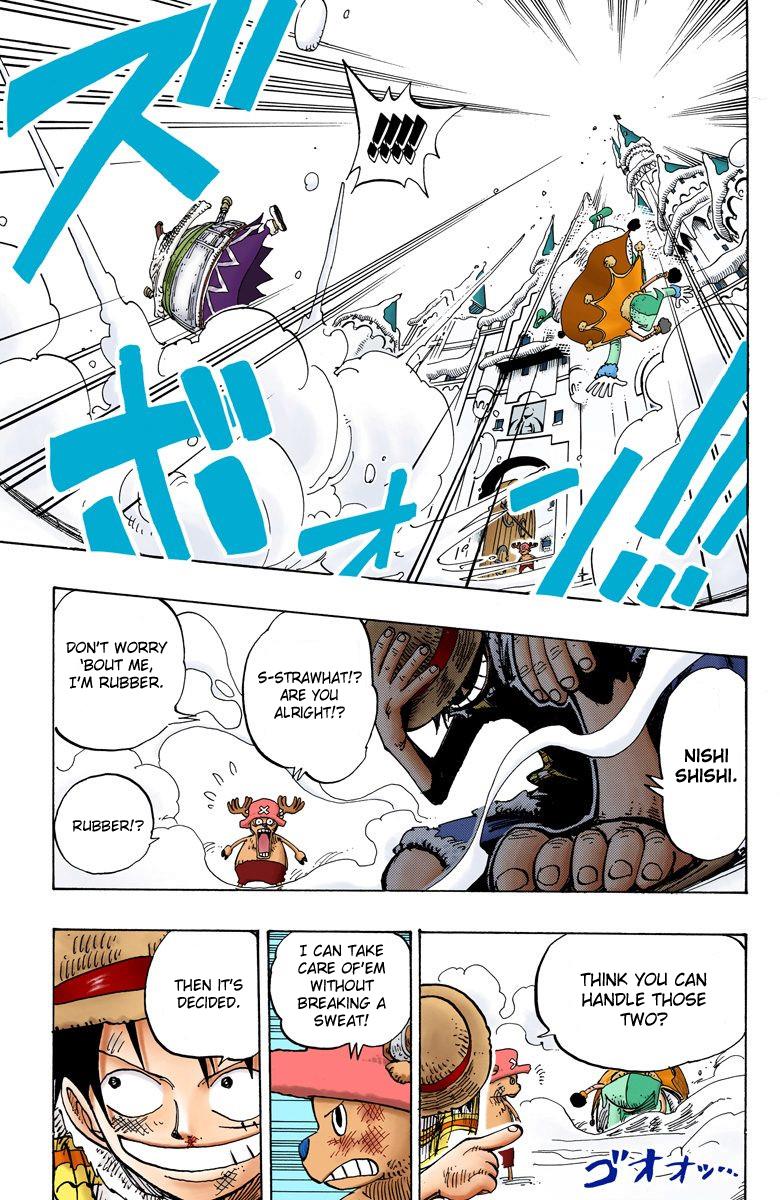 ズボオン!!!
!!!!
NISHI
SHISHI.
S-STRAWHAT!?
ARE YOU
ALRIGHT!?
DON'T WORRY
'BOUT ME,
I'M RUBBER.
RUBBER!?
THINK YOU CAN
HANDLE THOSE
TWO?
ゴオオッ…
I CAN TAKE
CARE OF'EM
WITHOUT
BREAKING A
SWEAT!
THEN IT'S
DECIDED.